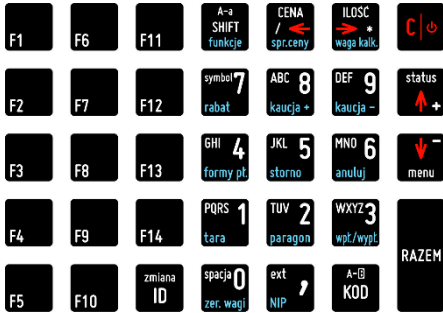 F1
F6
F11
A-a
SHIFT
funkcje
CENA
/
spr.ceny
ILOŚĆ
*
waga kalk.
C|
F2
F7
F12
symbol 7
rabat
ABC 8
kaucja +
DEF 9
kaucja -
status
+
F3
F8
F13
GHI 4
formy pł.
JKL 5
storno
MNO 6
anuluj
-
menu
F4
F9
F14
PQRS 1
tara
TUV 2
paragon
WXYZ 3
wpł./wypł.
RAZEM
F5
F10
zmiana
ID
spacja 0
zer. wagi
ext ,
NIP
A-B
KOD